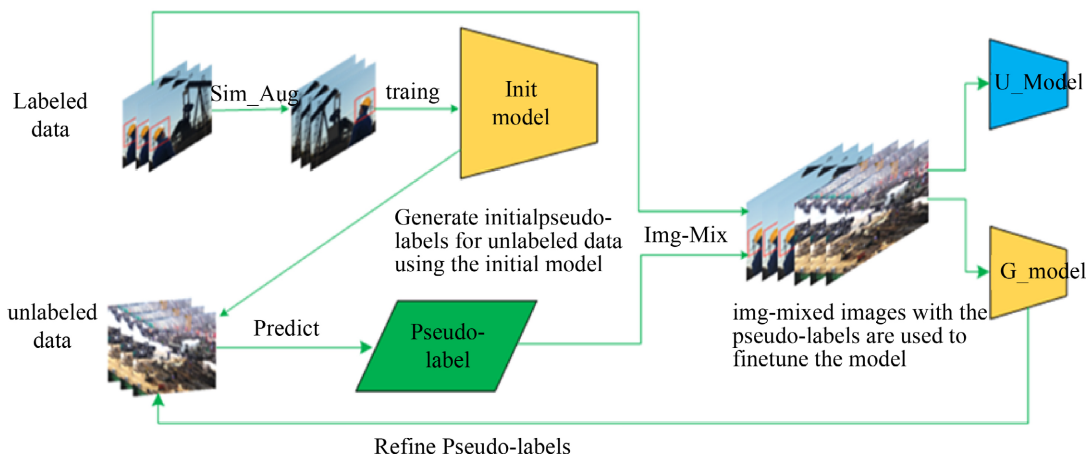 Labeled
data
Sim_Aug
traing
Init
model
U_Model
Generate initialpseudo-
labels for unlabeled data
using the initial model
Img-Mix
G_model
unlabeled
data
Predict
Pseudo-
label
img-mixed images with the
pseudo-labels are used to
finetune the model
Refine Pseudo-labels